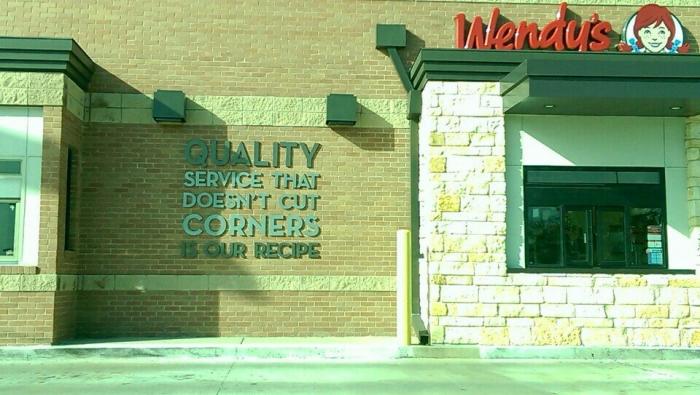 Wendy's
QUALITY
SERVICE THAT
DOESN'T CUT
CORNERS
IS OUR RECIPE